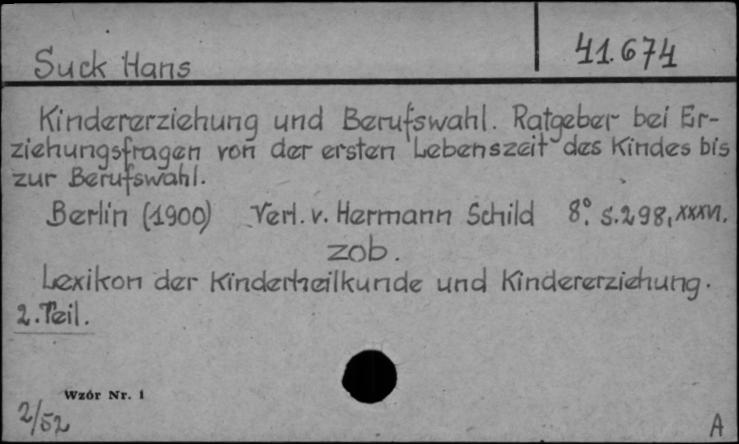 41.674
Suck Hans
Kindererziehung und Berufswahl. Ratgeber bei Er-
ziehungsfragen von der ersten Lebenszeit des Kindes bis
zur Berufswahl.
Berlin (1900) Verl. v. Hermann Schild 8°. S.298, XXXVI.
zob.
Lexikon der Kinderheilkunde und Kindererziehung.
2. Teil.
Wzór Nr. 1
2/52
A